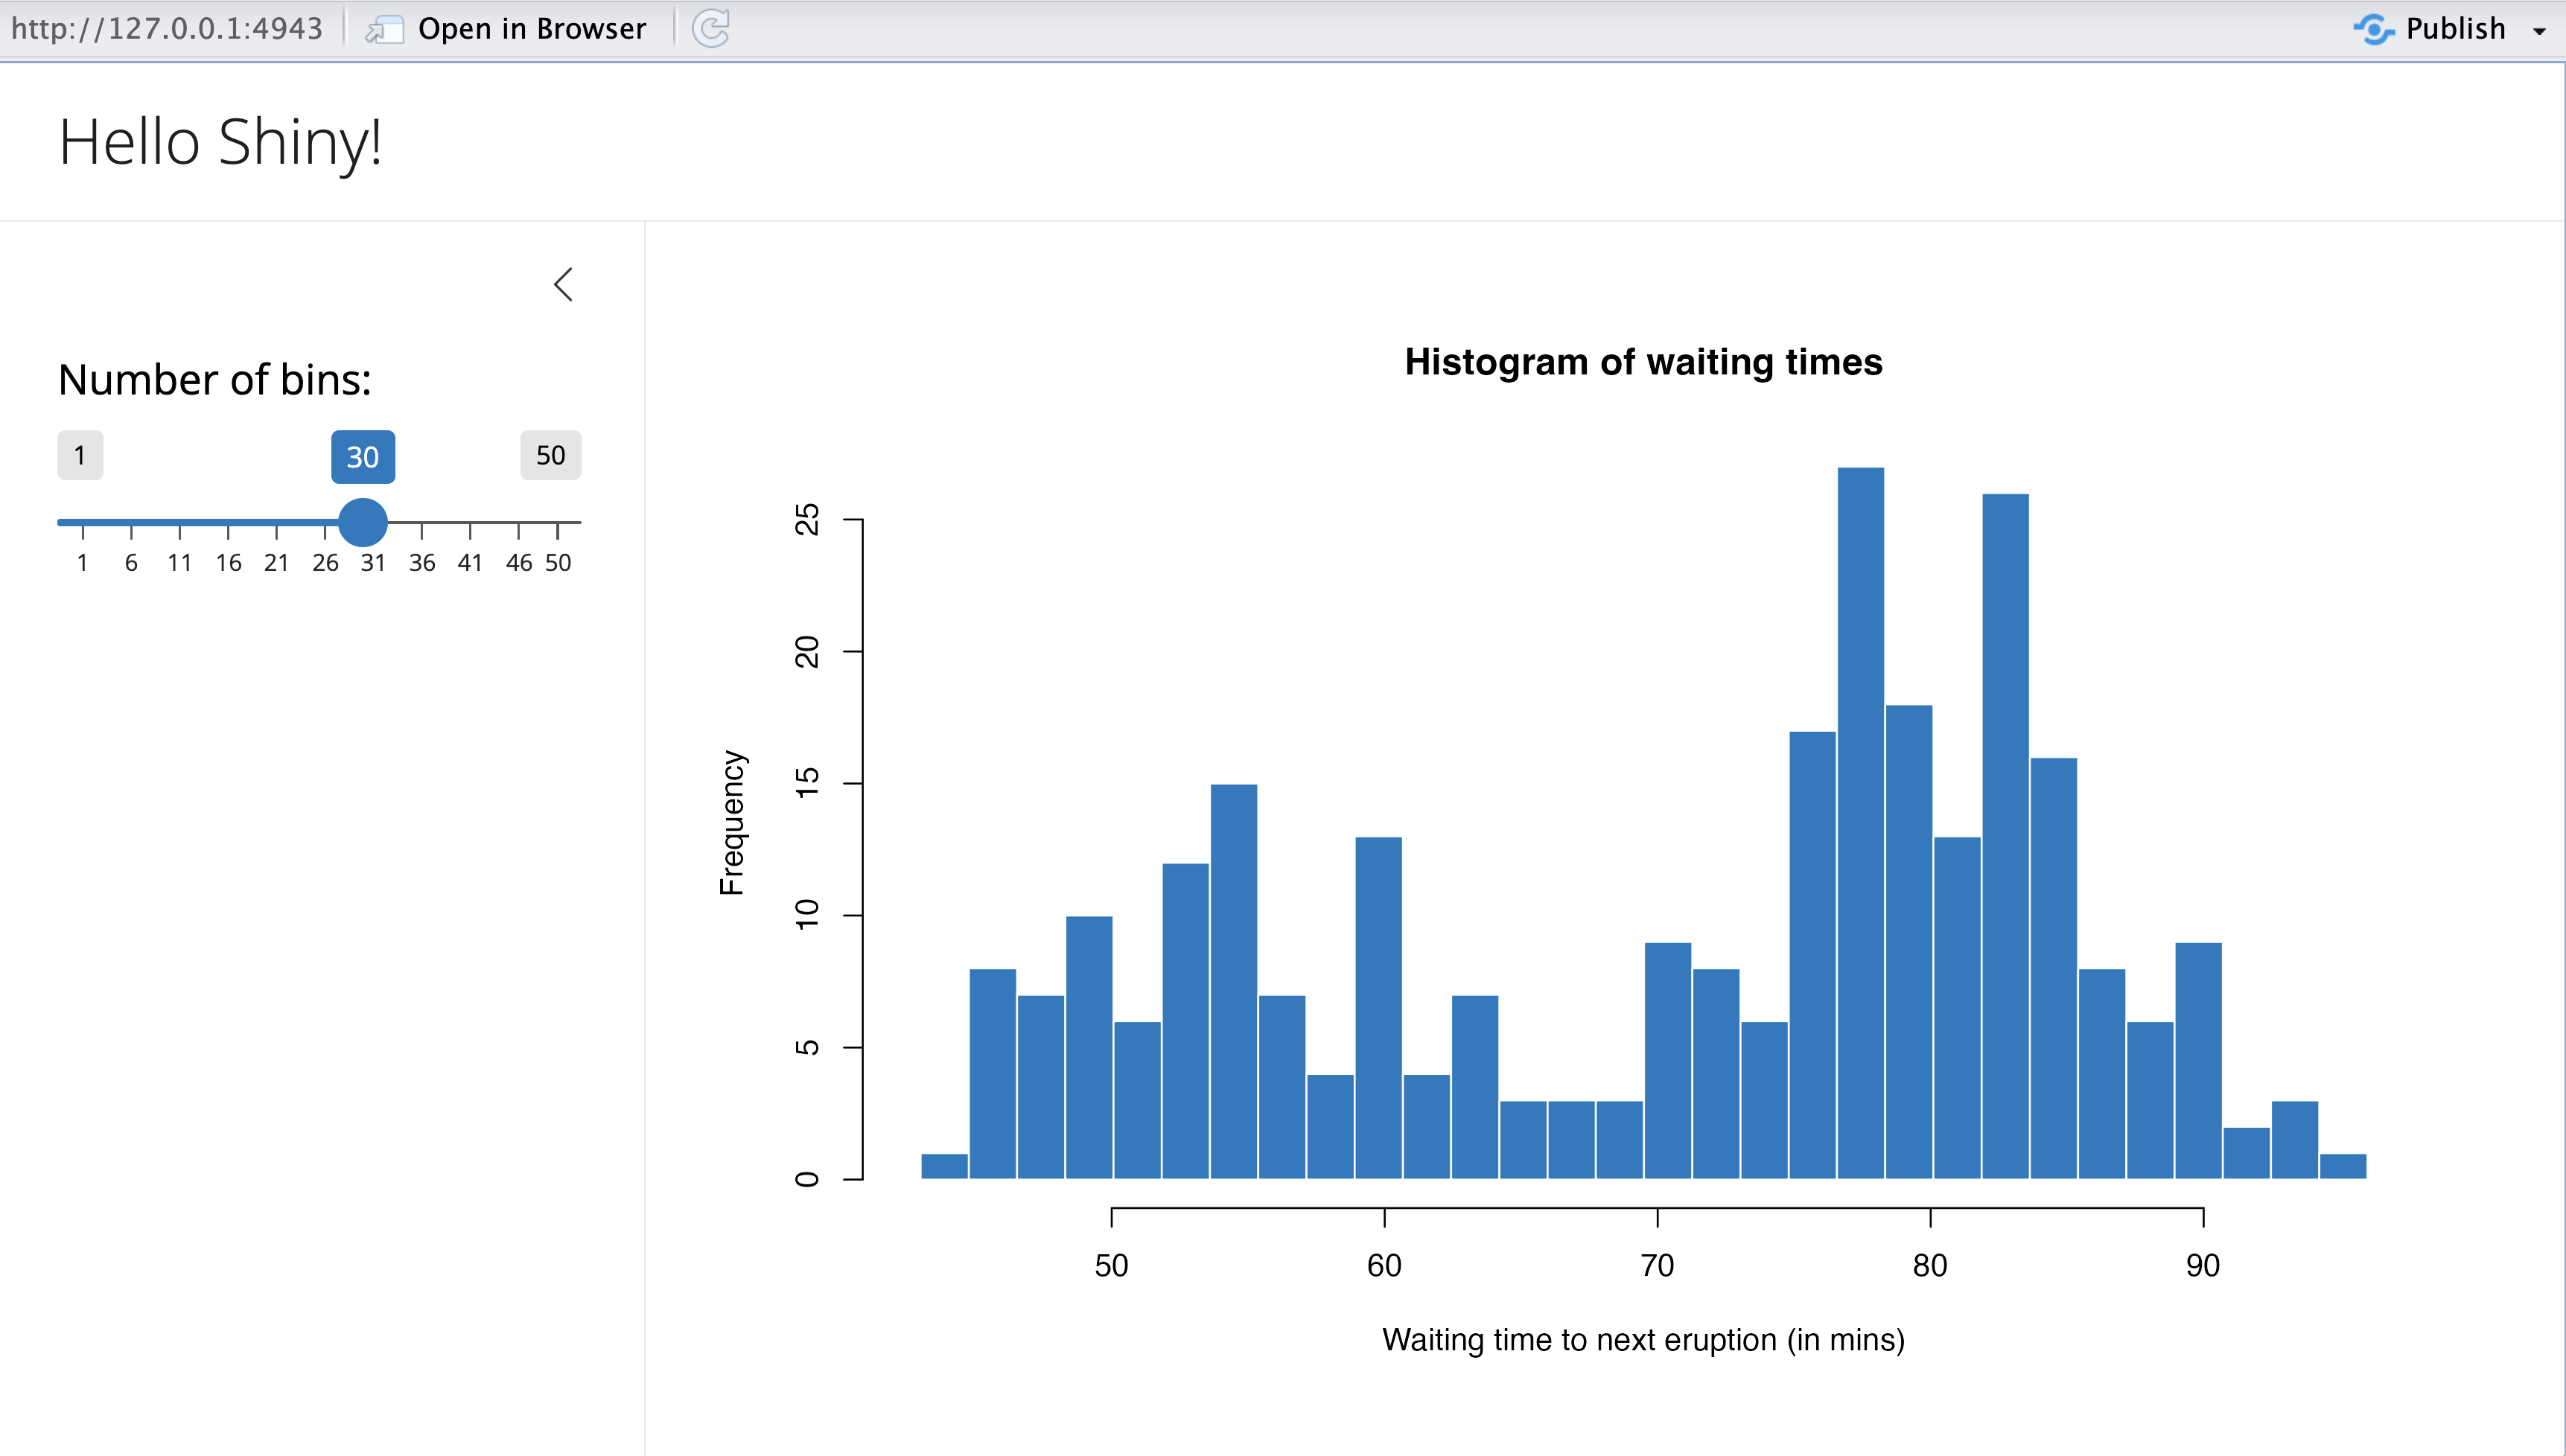 http://127.0.0.1:4943 Open in Browser Publish
Hello Shiny!
Number of bins:
1 30 50
1 6 11 16 21 26 31 36 41 46 50
Histogram of waiting times
Frequency
25
20
15
10
5
0
50 60 70 80 90
Waiting time to next eruption (in mins)